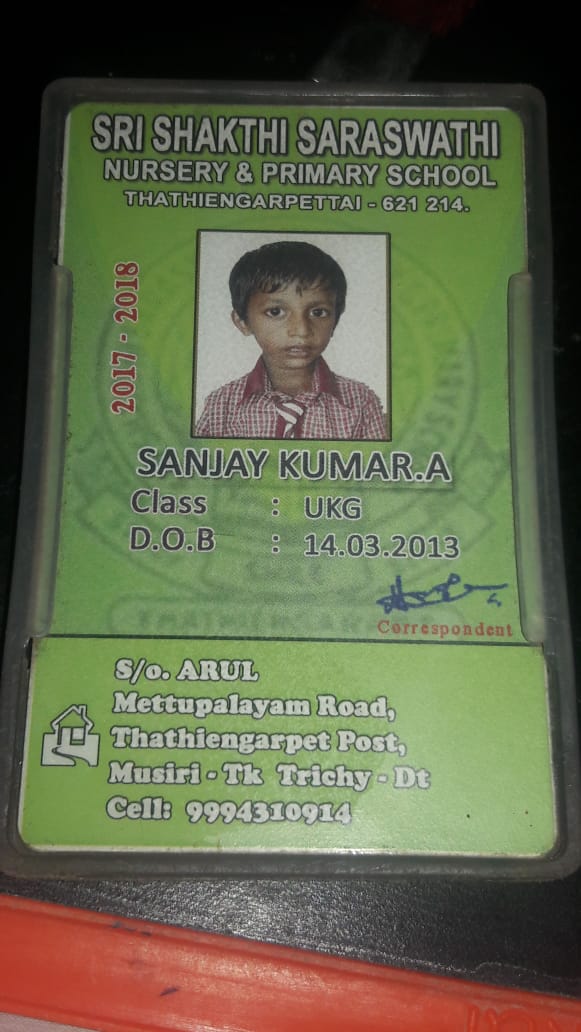 SRI SHAKTHI SARASWATHI
NURSERY & PRIMARY SCHOOL
THATHIENGARPETTAI - 621 214.
2017 - 2018
SANJAY KUMAR.A
Class : UKG
D.O.B : 14.03.2013
Correspondent
S/o. ARUL
Mettupalayam Road,
Thathiengarpet Post,
Musiri - Tk Trichy - Dt
Cell: 9994310914